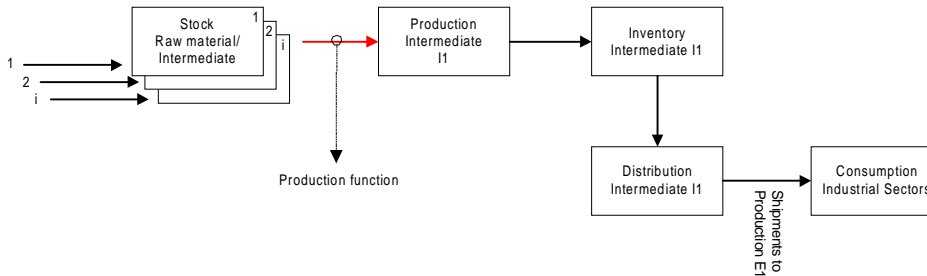 Stock
Raw material/
Intermediate
1
2
i
1
2
i
Production
Intermediate
I1
Inventory
Intermediate I1
Production function
Distribution
Intermediate I1
Shipments to
Production E1
Consumption
Industrial Sectors